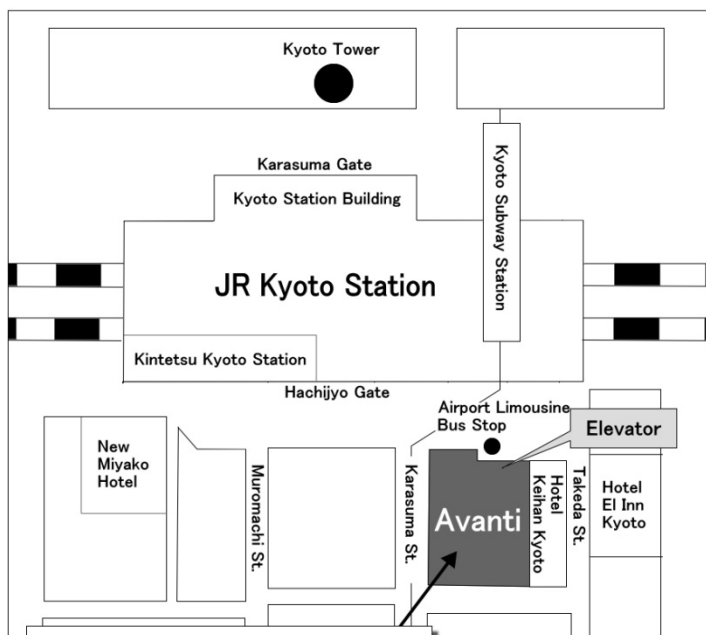 Kyoto Tower
Karasuma Gate
Kyoto Station Building
Kyoto Subway Station
JR Kyoto Station
Kintetsu Kyoto Station
Hachijyo Gate
Airport Limousine
Bus Stop
Elevator
New
Miyako
Hotel
Muromachi St.
Karasuma St.
Avanti
Hotel
Keihan Kyoto
Takeda St.
Hotel
El Inn
Kyoto